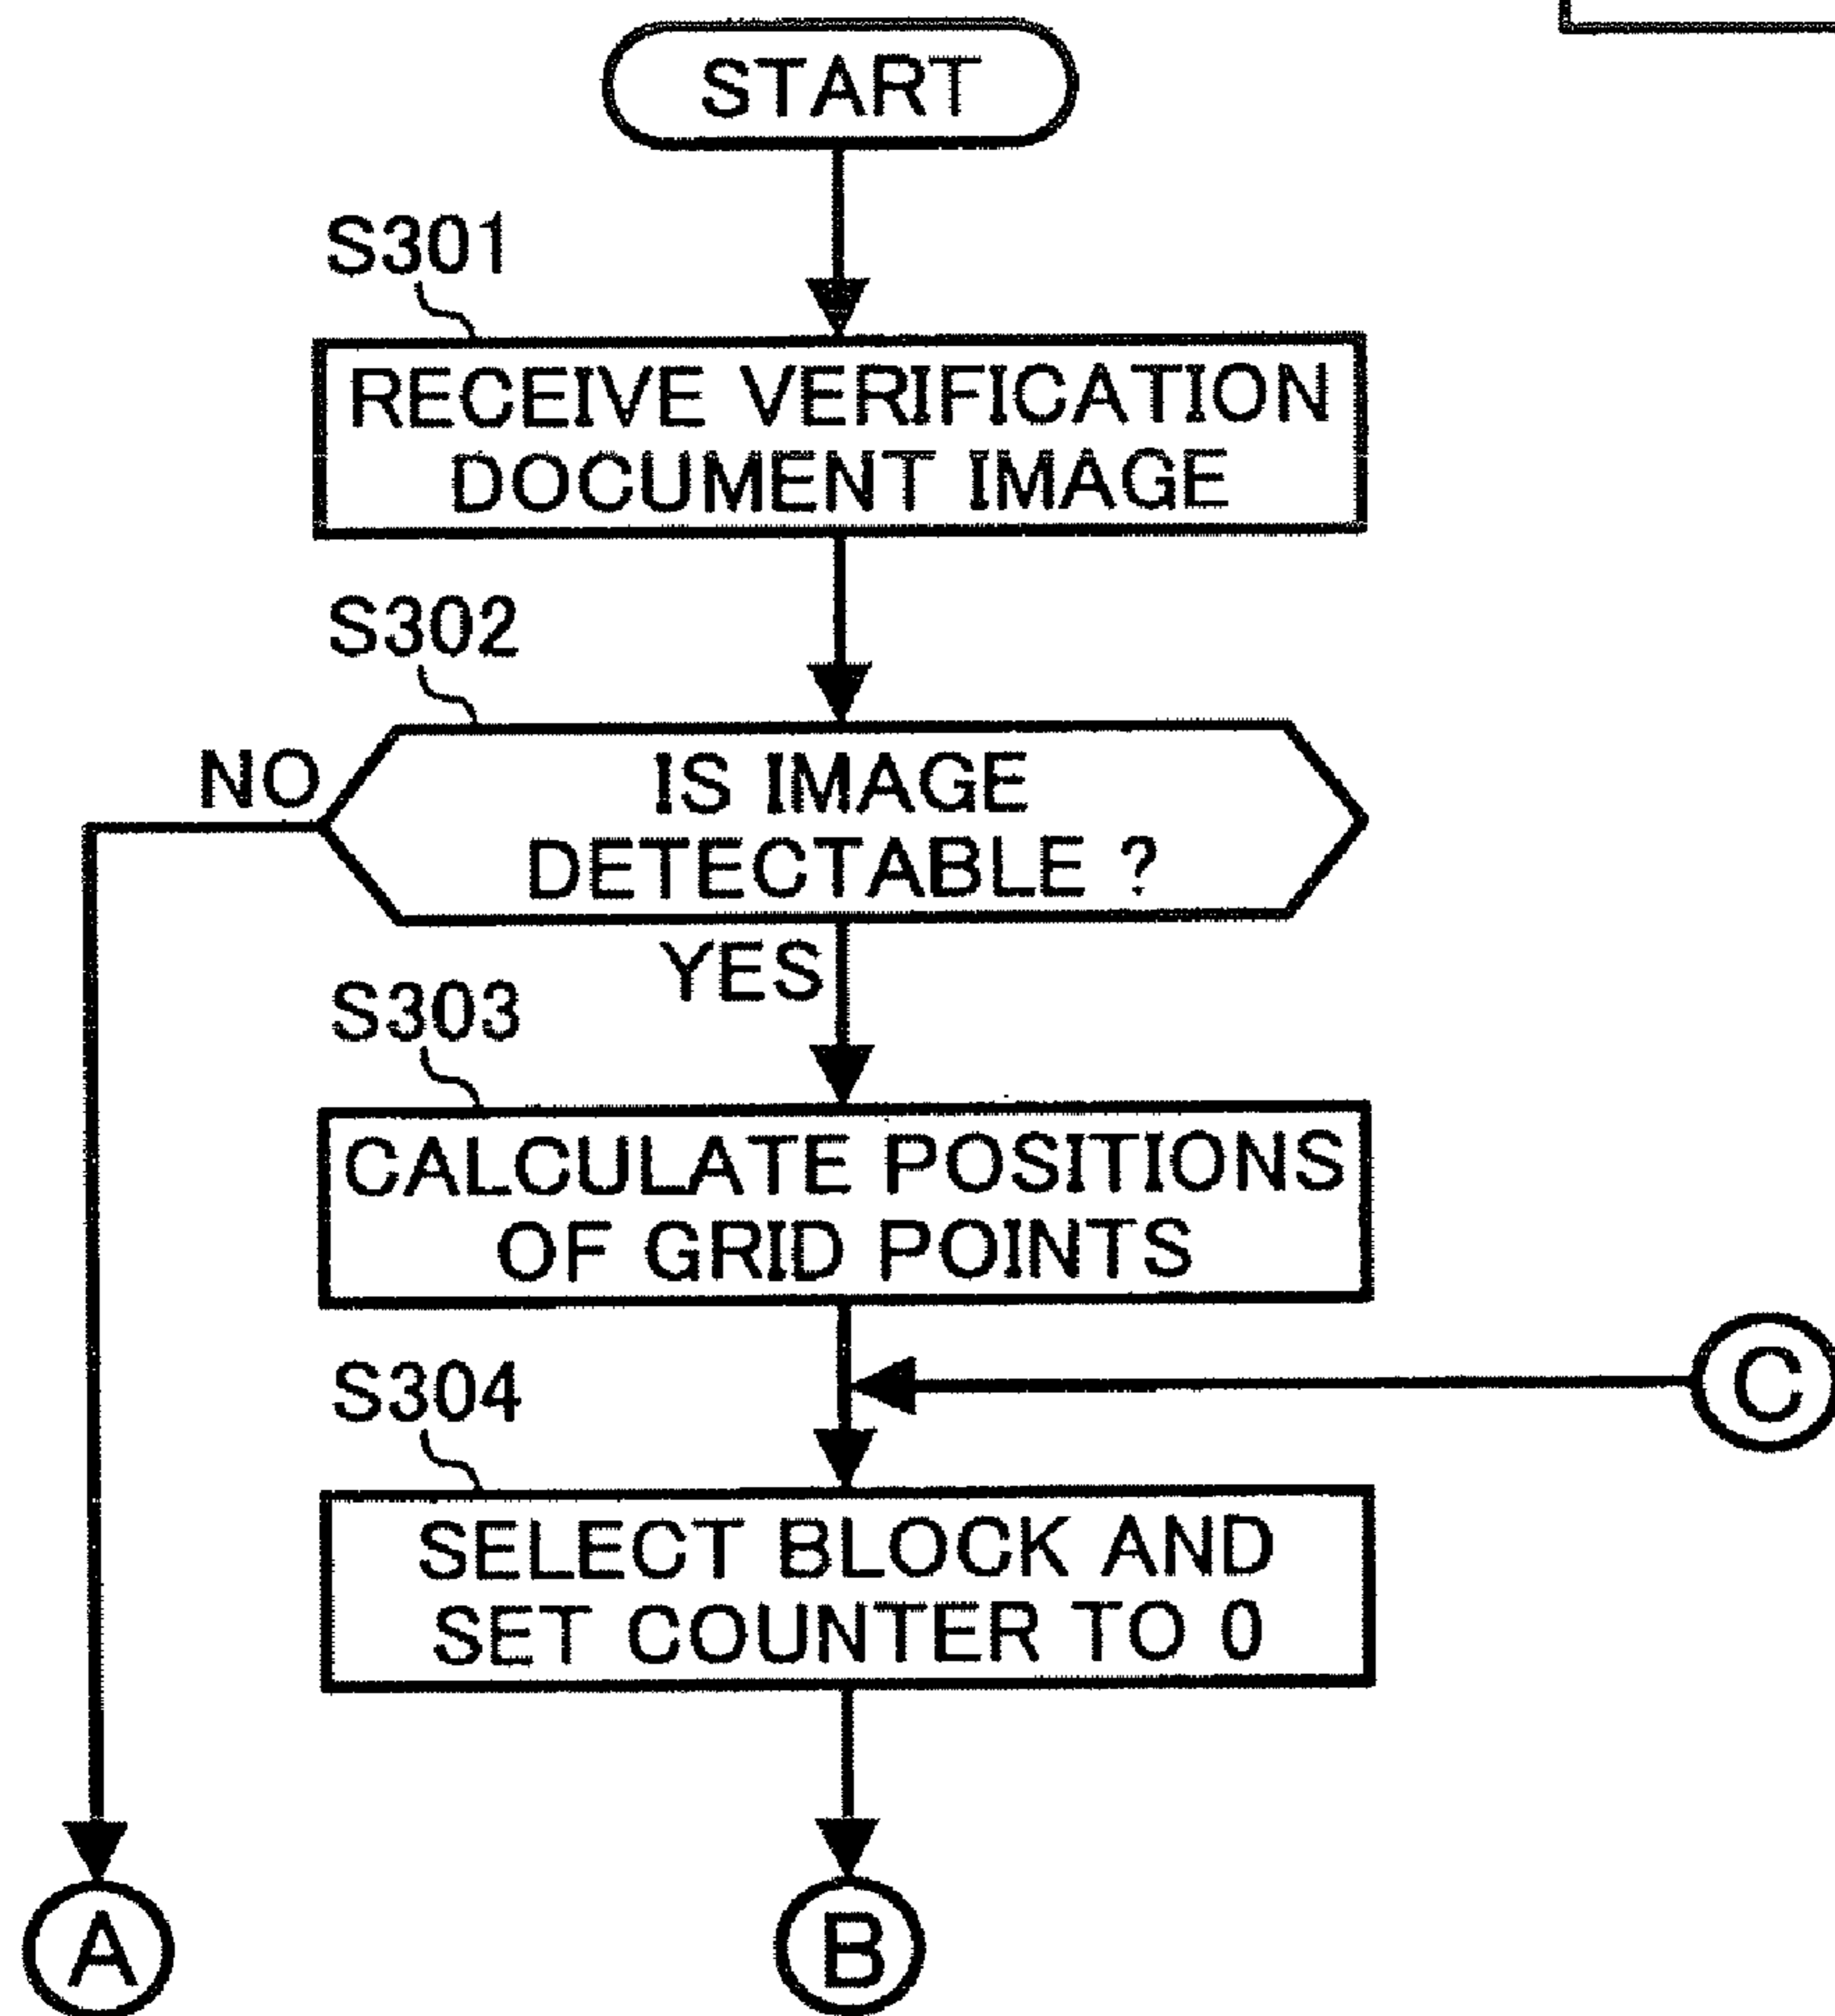 START
S301
RECEIVE VERIFICATION
DOCUMENT IMAGE
S302
NO
IS IMAGE
DETECTABLE ?
YES
S303
CALCULATE POSITIONS
OF GRID POINTS
C
S304
SELECT BLOCK AND
SET COUNTER TO 0
A
B